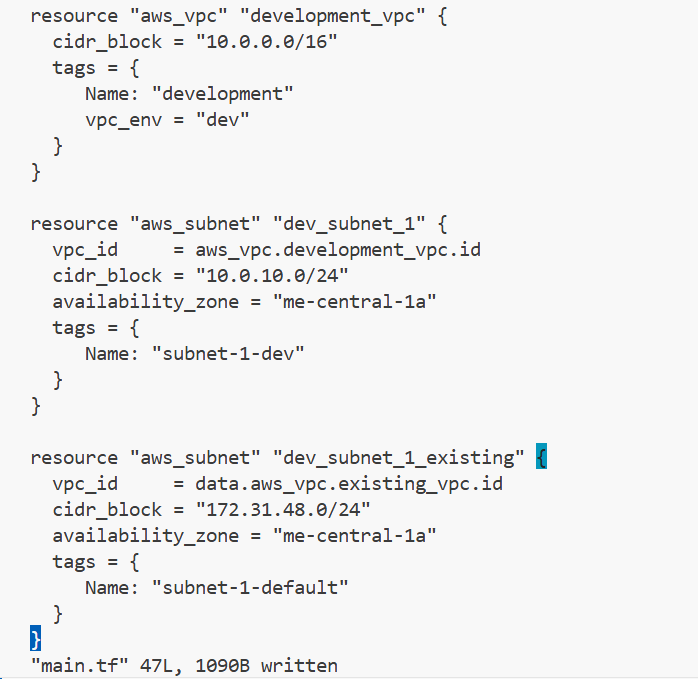 resource "aws_vpc" "development_vpc" {
  cidr_block = "10.0.0.0/16"
  tags = {
     Name: "development"
     vpc_env = "dev"
  }
}

resource "aws_subnet" "dev_subnet_1" {
  vpc_id     = aws_vpc.development_vpc.id
  cidr_block = "10.0.10.0/24"
  availability_zone = "me-central-1a"
  tags = {
     Name: "subnet-1-dev"
  }
}

resource "aws_subnet" "dev_subnet_1_existing" {
  vpc_id     = data.aws_vpc.existing_vpc.id
  cidr_block = "172.31.48.0/24"
  availability_zone = "me-central-1a"
  tags = {
     Name: "subnet-1-default"
  }
}
"main.tf" 47L, 1090B written